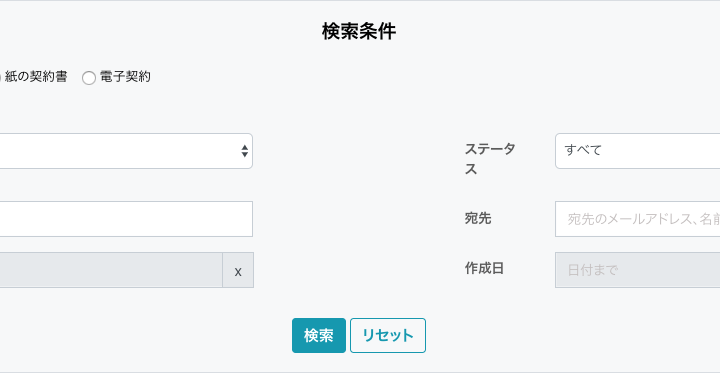 検索条件
紙の契約書 電子契約
ステータ すべて
ス
宛先 宛先のメールアドレス、名前
x 作成日 日付まで
検索 リセット